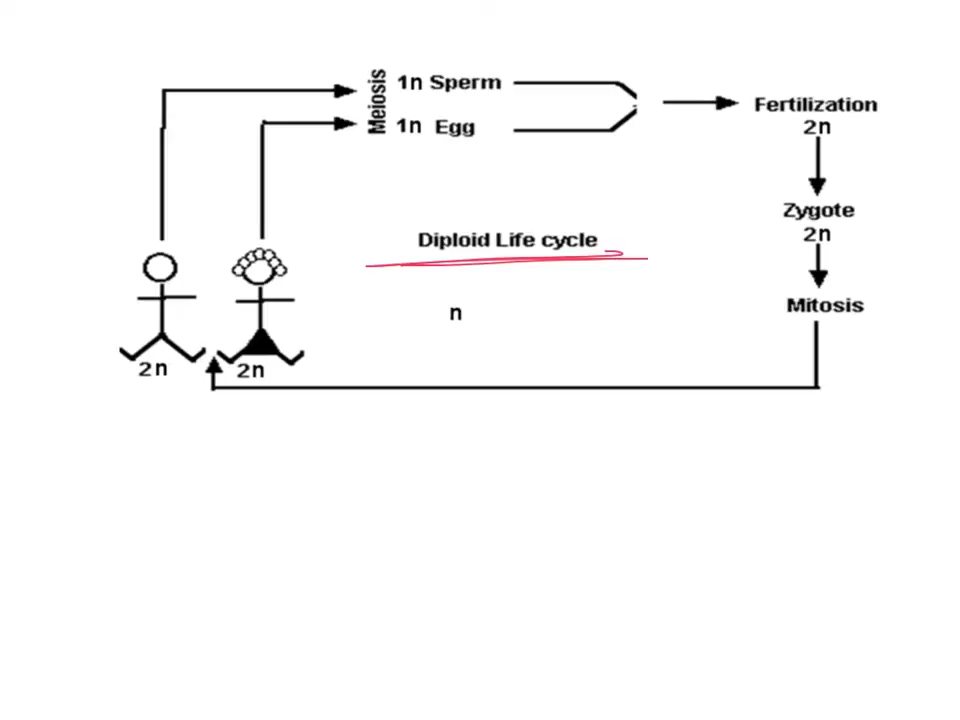 Meiosis
1n Sperm
1n Egg
Fertilization
2n
Zygote
2n
Mitosis
Diploid Life cycle
n
2n
2n